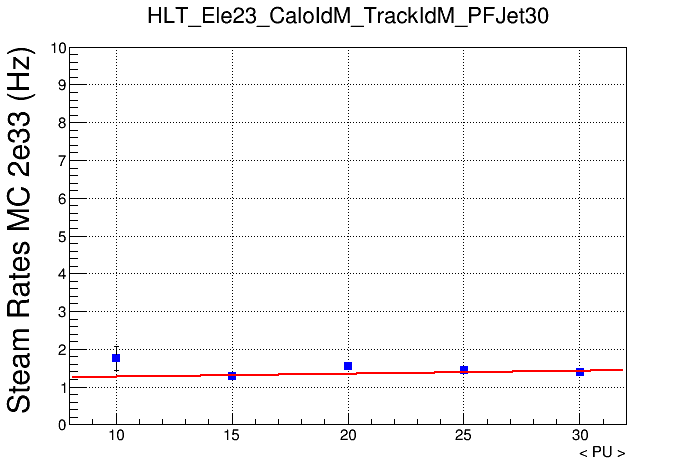 HLT_Ele23_CaloIdM_TrackIdM_PFJet30
Steam Rates MC 2e33 (Hz)
10
9
8
7
6
5
4
3
2
1
0
10 15 20 25 30
< PU >